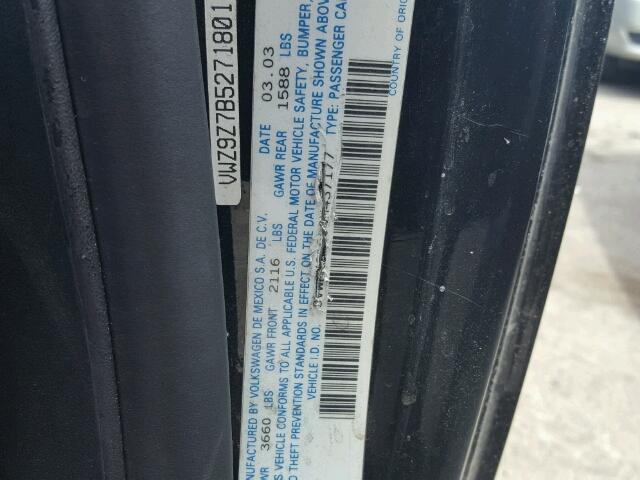 VWZ9Z7B5271801
NUFACTURED BY VOLKSWAGEN DE MEXICO S.A. DE C.V. DATE 03.03
WR 3660 LBS GAWR FRONT 2116 LBS GAWR REAR 1588 LBS
S VEHICLE CONFORMS TO ALL APPLICABLE U.S. FEDERAL MOTOR VEHICLE SAFETY, BUMPER,
D THEFT PREVENTION STANDARDS IN EFFECT ON THE DATE OF MANUFACTURE SHOWN ABOV
VEHICLE I.D. NO. 437177 TYPE: PASSENGER CA
COUNTRY OF ORIG